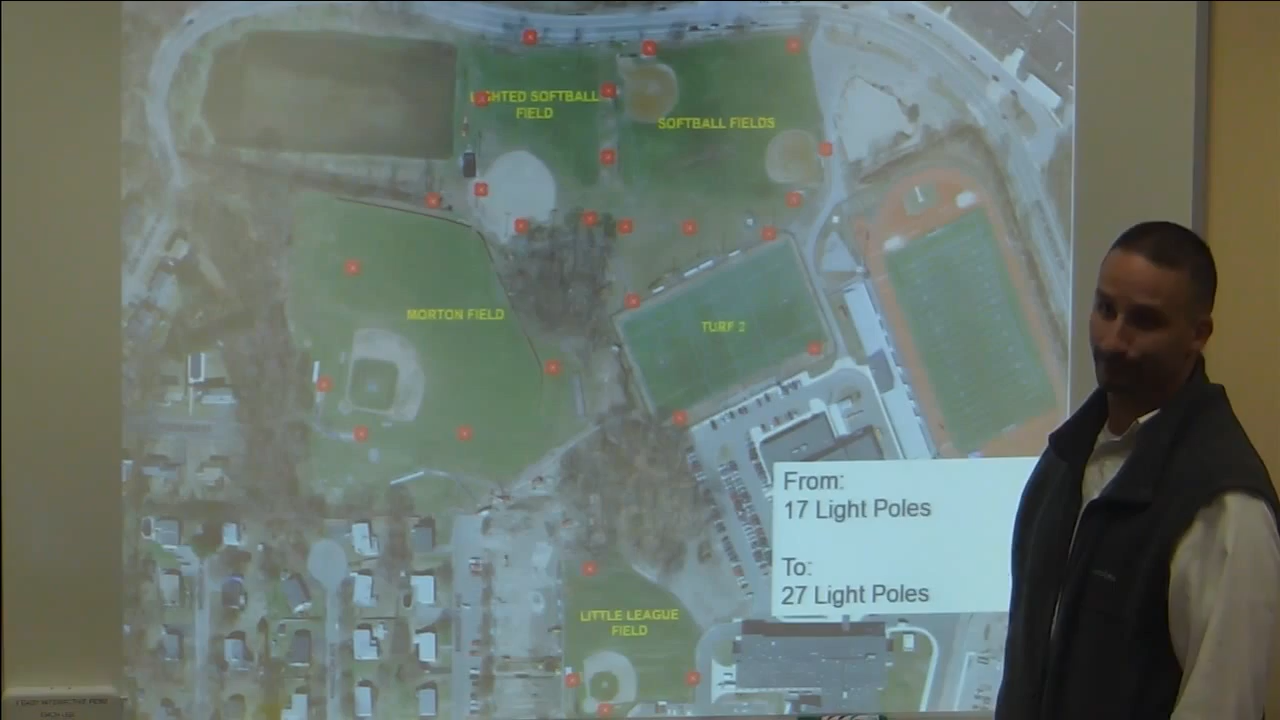 LIGHTED SOFTBALL
FIELD
SOFTBALL FIELDS
MORTON FIELD
TURF 2
From:
17 Light Poles
To:
27 Light Poles
LITTLE LEAGUE
FIELD